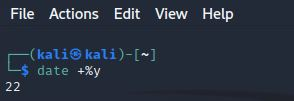 File Actions Edit View Help
┌──(kali㉿kali)-[~]
└─$ date +%y
22